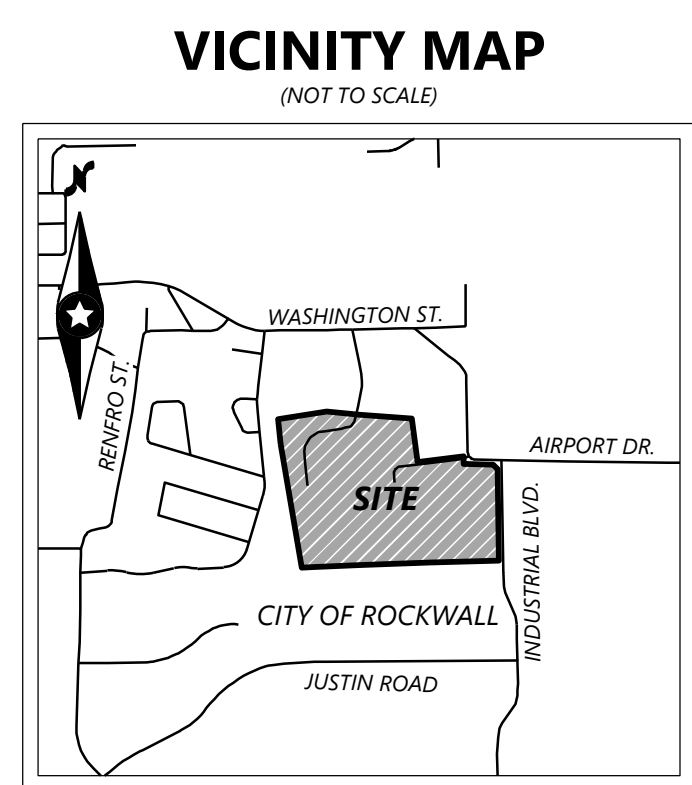 VICINITY MAP
(NOT TO SCALE)
N
WASHINGTON ST.
RENFRO ST.
AIRPORT DR.
SITE
INDUSTRIAL BLVD.
CITY OF ROCKWALL
JUSTIN ROAD